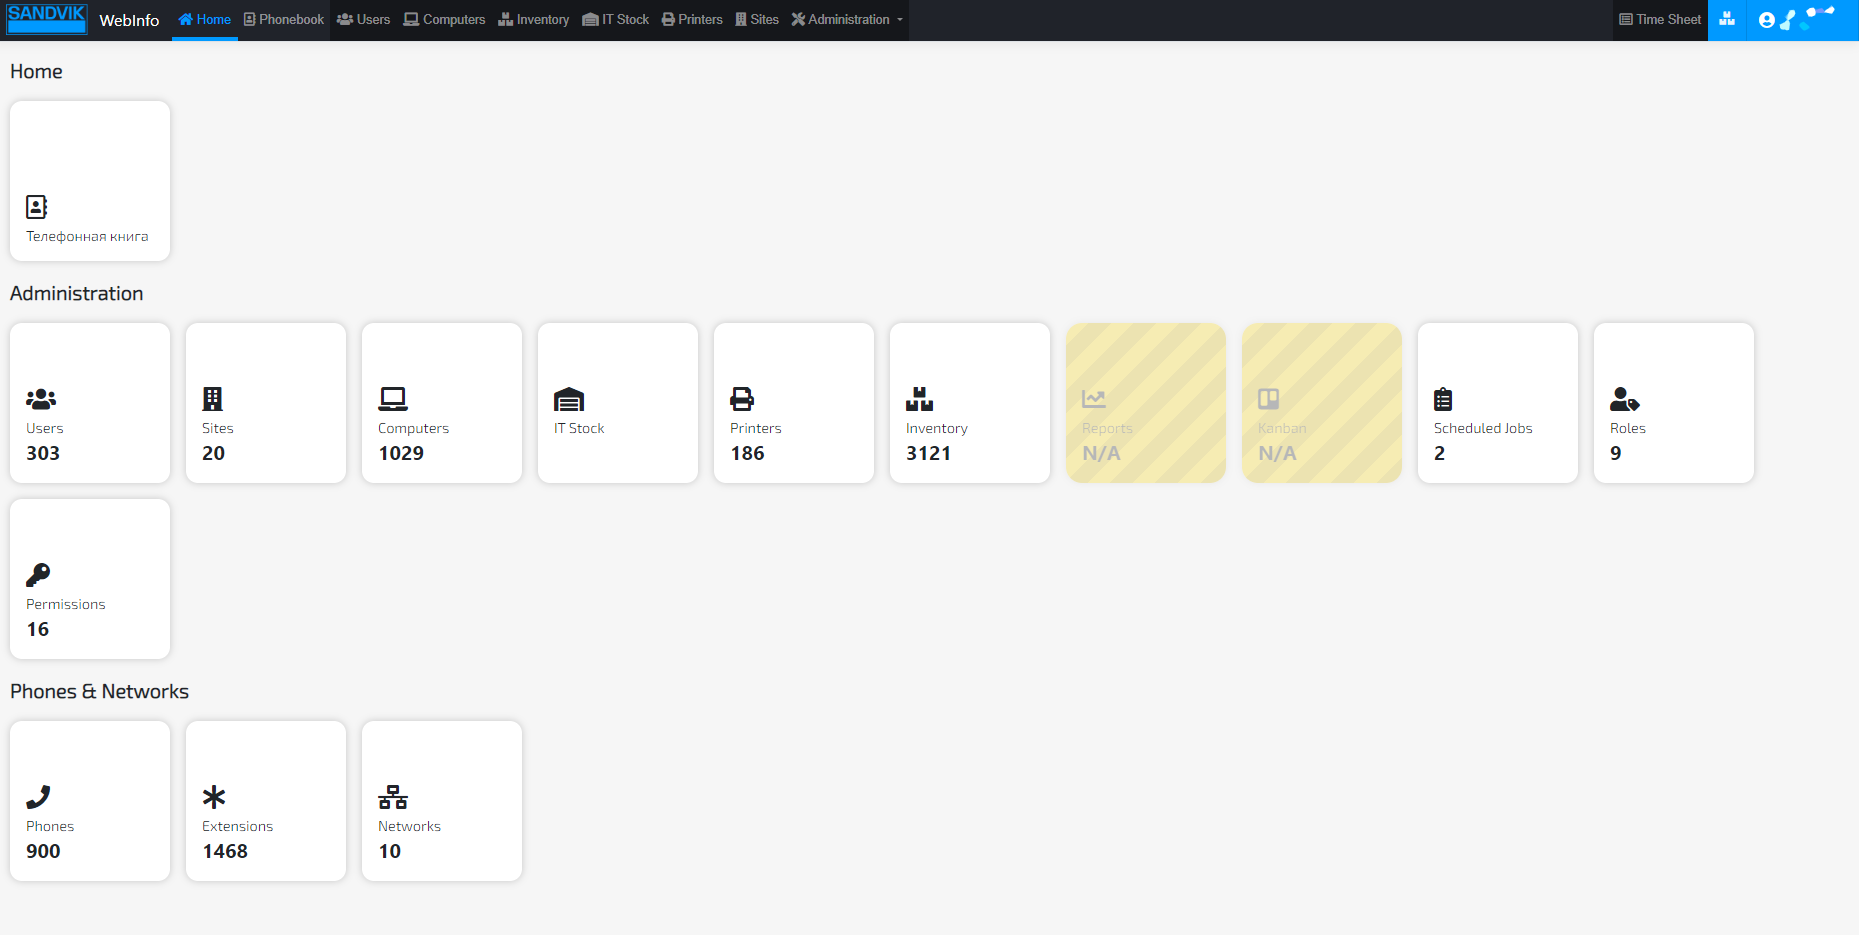 SANDVIK WebInfo Home Phonebook Users Computers Inventory IT Stock Printers Sites Administration Time Sheet
Home
Телефонная книга
Administration
Users
303
Sites
20
Computers
1029
IT Stock
Printers
186
Inventory
3121
Reports
N/A
Kanban
N/A
Scheduled Jobs
2
Roles
9
Permissions
16
Phones & Networks
Phones
900
Extensions
1468
Networks
10